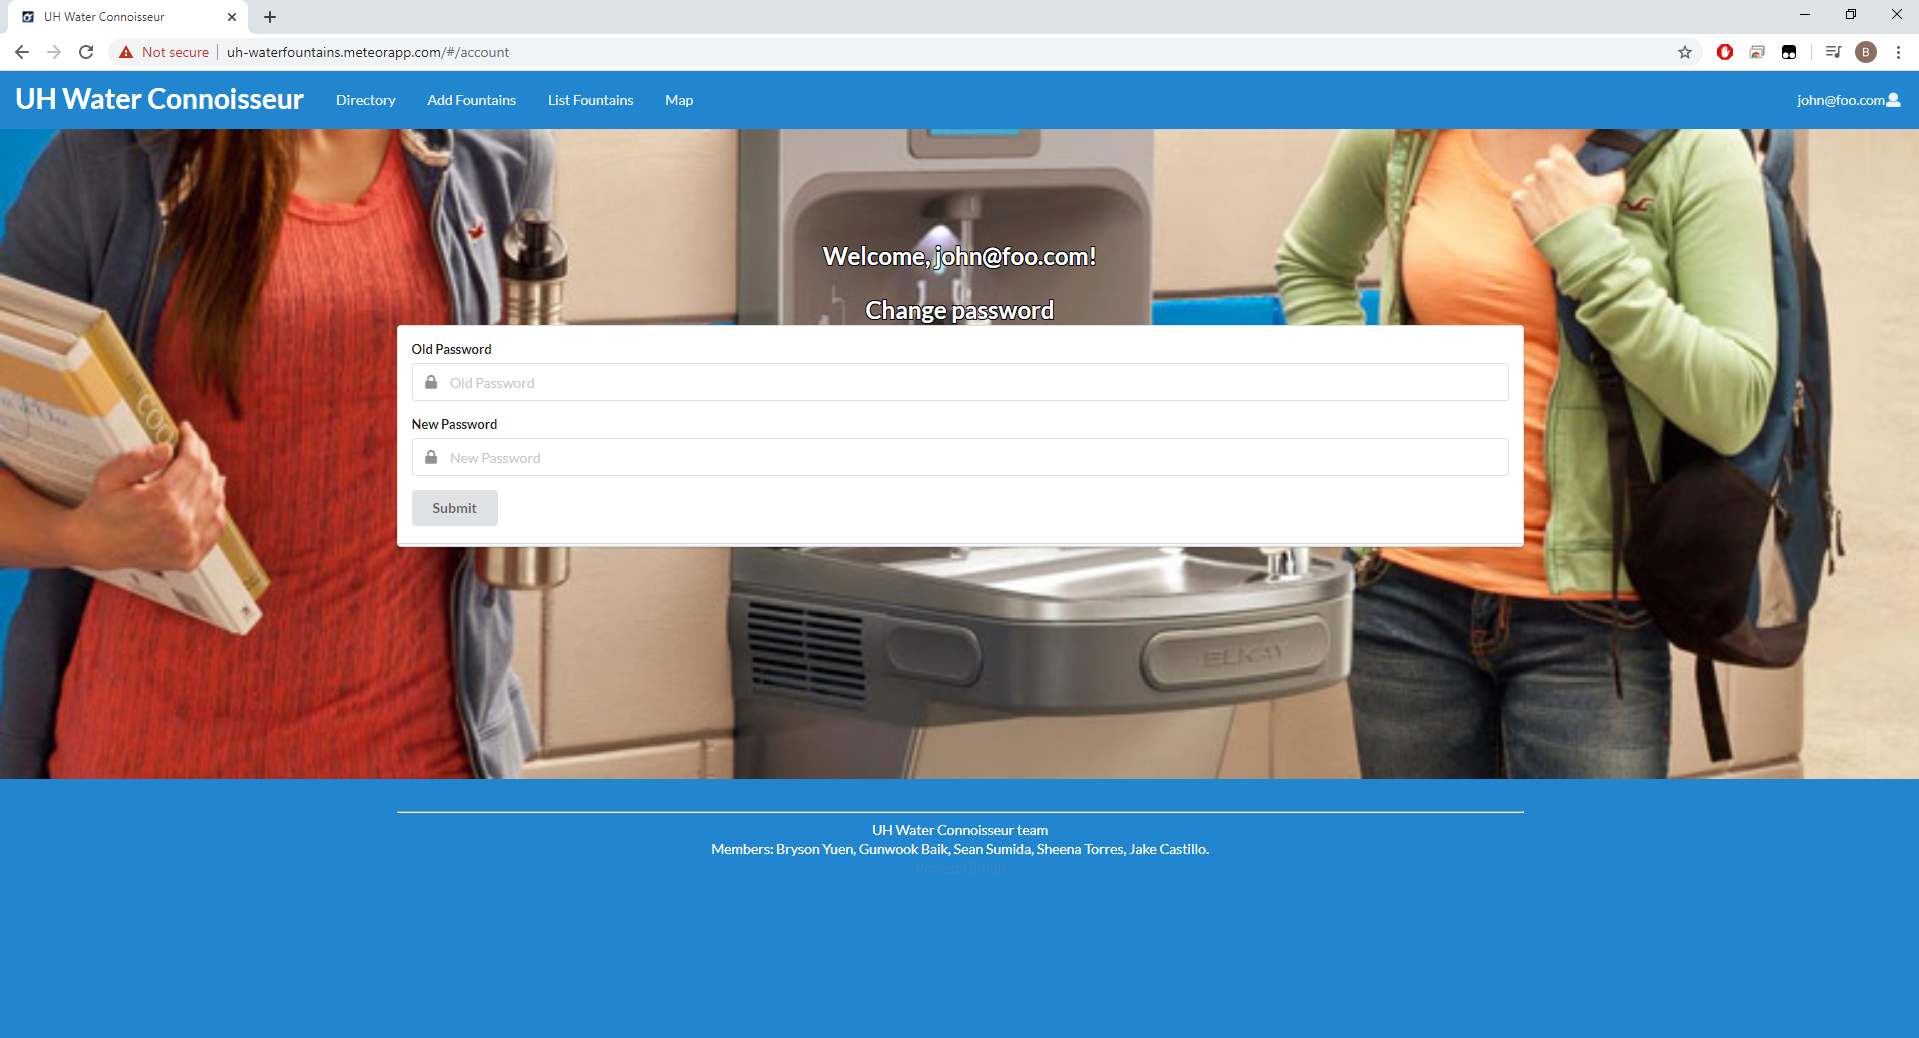 UH Water Connoisseur
Not secure
uh-waterfountains.meteorapp.com/#/account
B
UH Water Connoisseur
Directory
Add Fountains
List Fountains
Map
john@foo.com
Welcome, john@foo.com!
Change password
Old Password
Old Password
New Password
New Password
Submit
ELKAY
UH Water Connoisseur team
Members: Bryson Yuen, Gunwook Baik, Sean Sumida, Sheena Torres, Jake Castillo.
Project Github